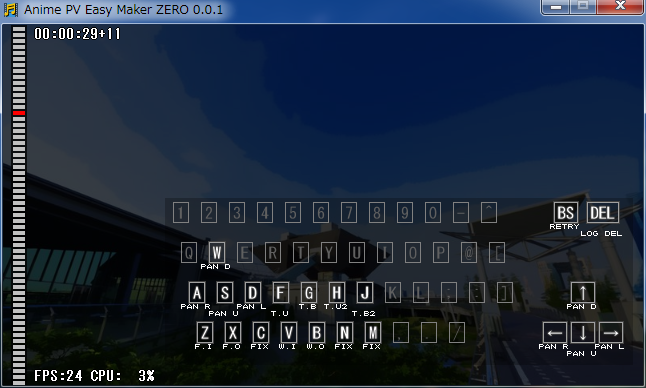 Anime PV Easy Maker ZERO 0.0.1
00:00:29+11
1 2 3 4 5 6 7 8 9 0 - ^ BS DEL
RETRY LOG DEL
Q W E R T Y U I O P @ [
PAN D
A S D F G H J K L ; : ] ↑
PAN R PAN U PAN L T.U T.B T.U2 T.B2 PAN D
Z X C V B N M , . / ← ↓ →
F.I F.O FIX W.I W.O FIX FIX PAN R PAN U PAN L
FPS:24 CPU: 3%